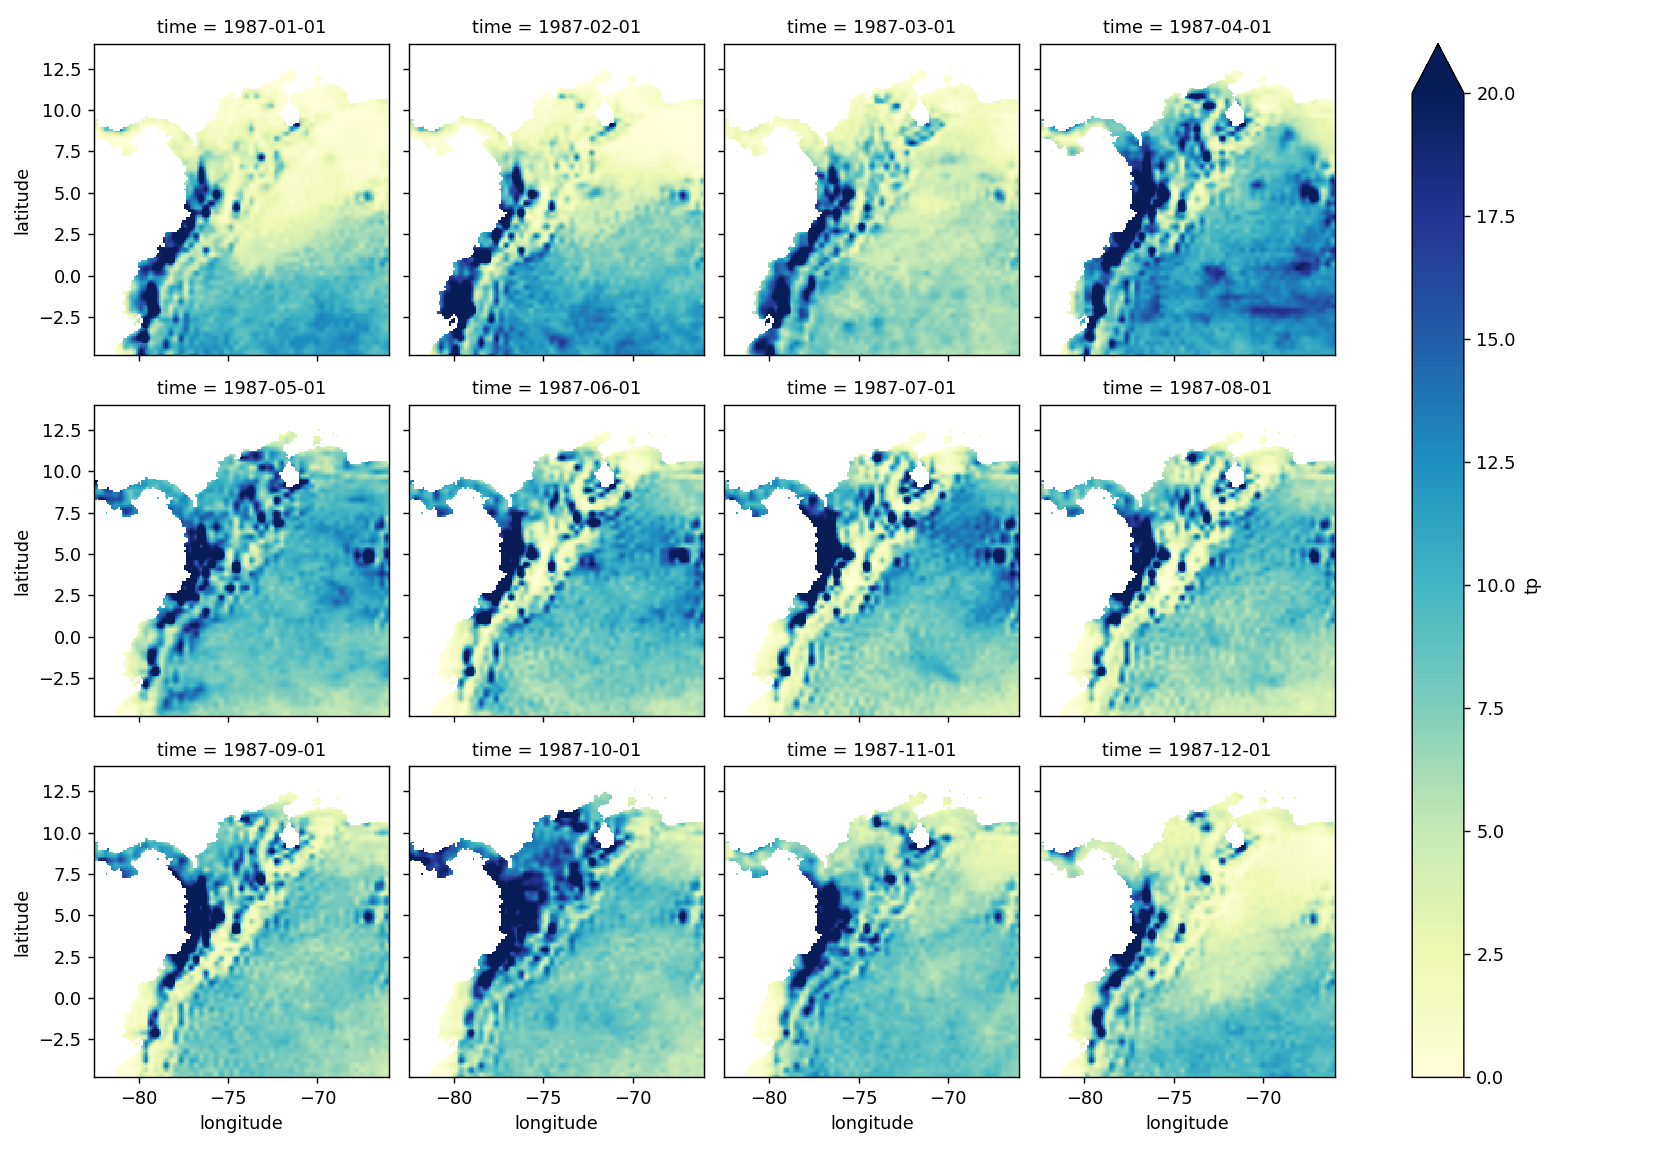 time = 1987-01-01
time = 1987-02-01
time = 1987-03-01
time = 1987-04-01
latitude
12.5
10.0
7.5
5.0
2.5
0.0
−2.5
time = 1987-05-01
time = 1987-06-01
time = 1987-07-01
time = 1987-08-01
latitude
12.5
10.0
7.5
5.0
2.5
0.0
−2.5
time = 1987-09-01
time = 1987-10-01
time = 1987-11-01
time = 1987-12-01
latitude
12.5
10.0
7.5
5.0
2.5
0.0
−2.5
−80 −75 −70
−80 −75 −70
−80 −75 −70
−80 −75 −70
longitude
longitude
longitude
longitude
20.0
17.5
15.0
12.5
10.0
7.5
5.0
2.5
0.0
tp